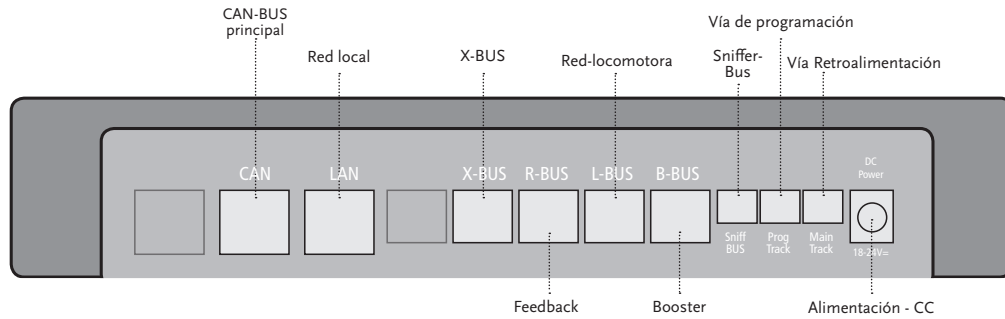 CAN-BUS
principal
Vía de programación
Red local
X-BUS
Red-locomotora
Sniffer-
Bus
Vía Retroalimentación
CAN
LAN
X-BUS
R-BUS
L-BUS
B-BUS
DC
Power
Sniff
BUS
Prog
Track
Main
Track
18-24V=
Feedback
Booster
Alimentación - CC